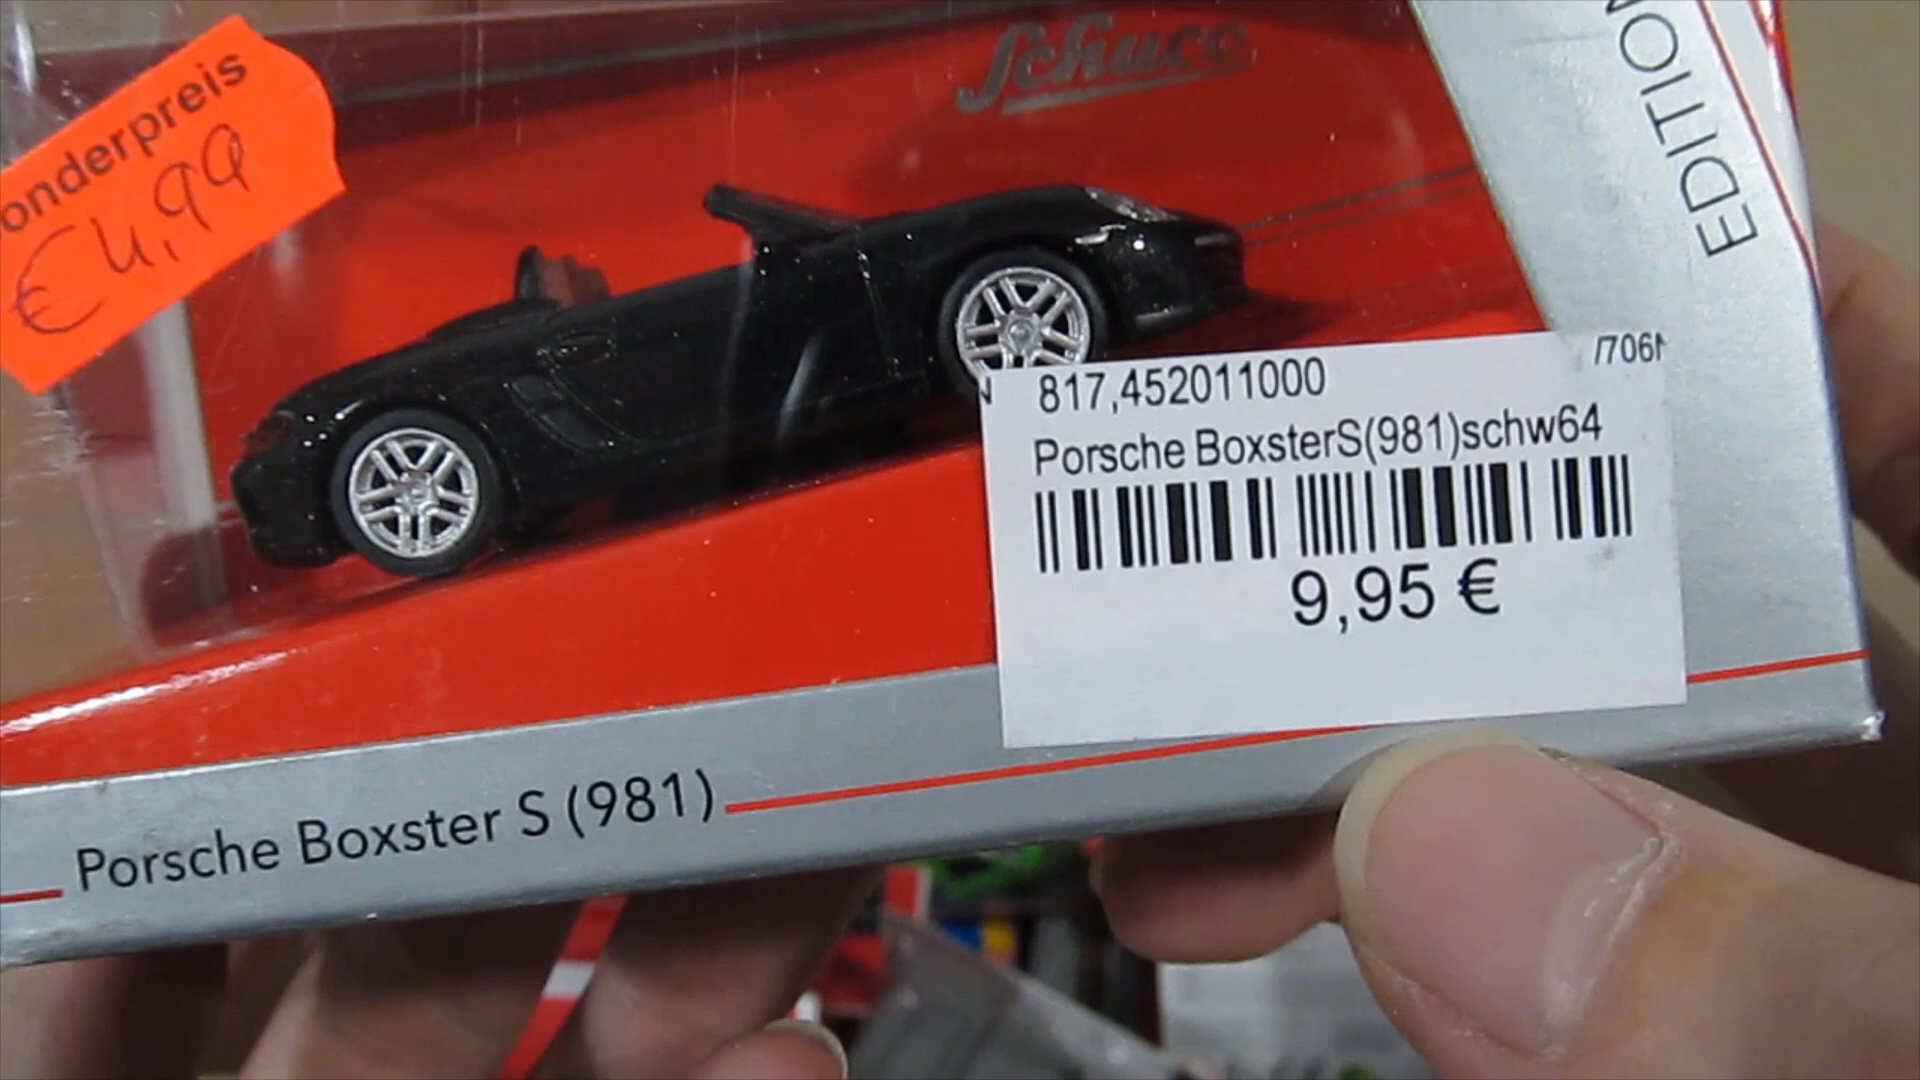 onderpreis
€ 4,99
Schuco
EDITION
/706
817,452011000
Porsche BoxsterS(981)schw64
9,95 €
Porsche Boxster S (981)